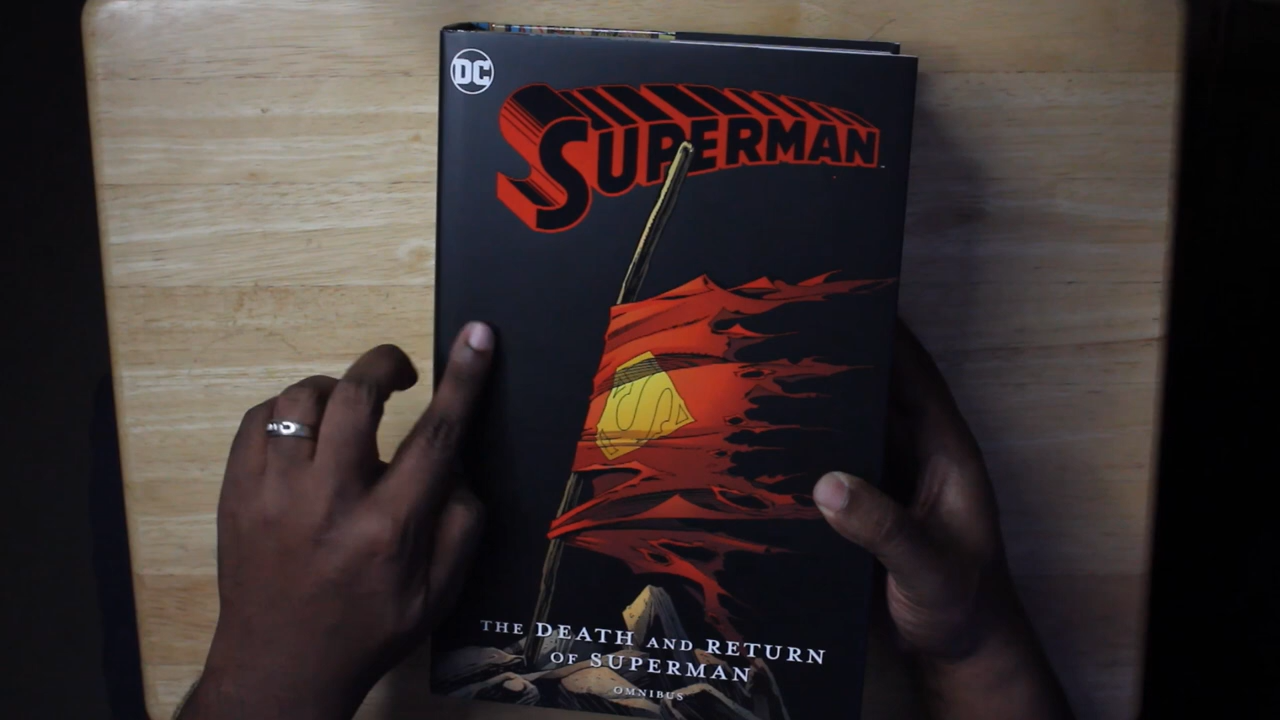 DC
SUPERMAN
S
THE DEATH AND RETURN
OF SUPERMAN
OMNIBUS